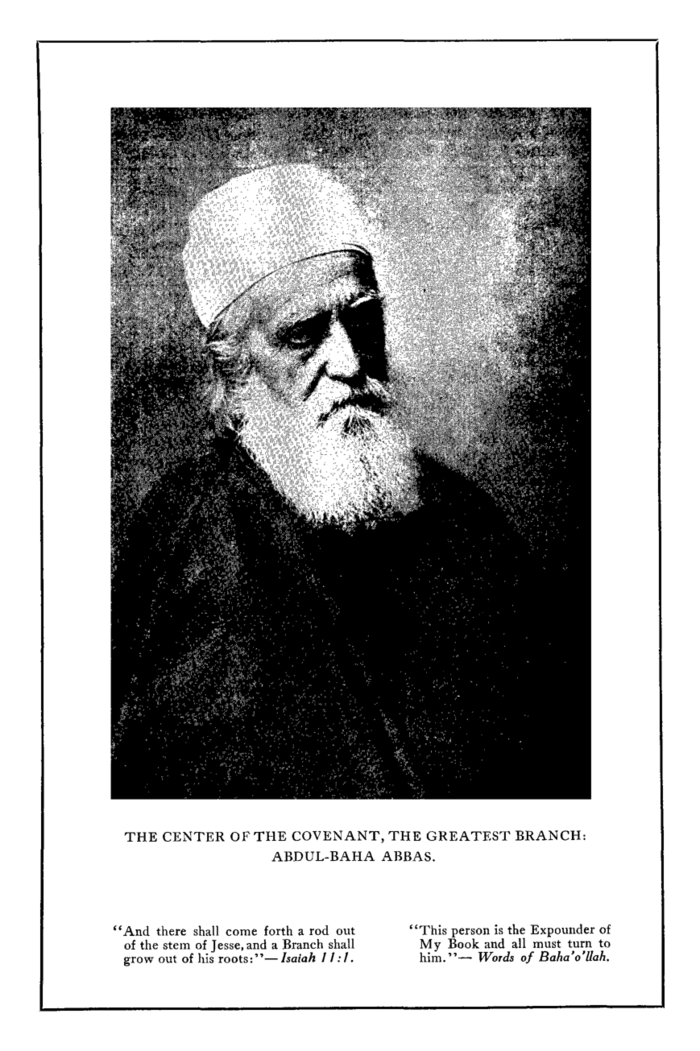 THE CENTER OF THE COVENANT, THE GREATEST BRANCH:
ABDUL-BAHA ABBAS.
“And there shall come forth a rod out
of the stem of Jesse, and a Branch shall
grow out of his roots:”— Isaiah 11:1.
“This person is the Expounder of
My Book and all must turn to
him.”— Words of Baha’o’llah.